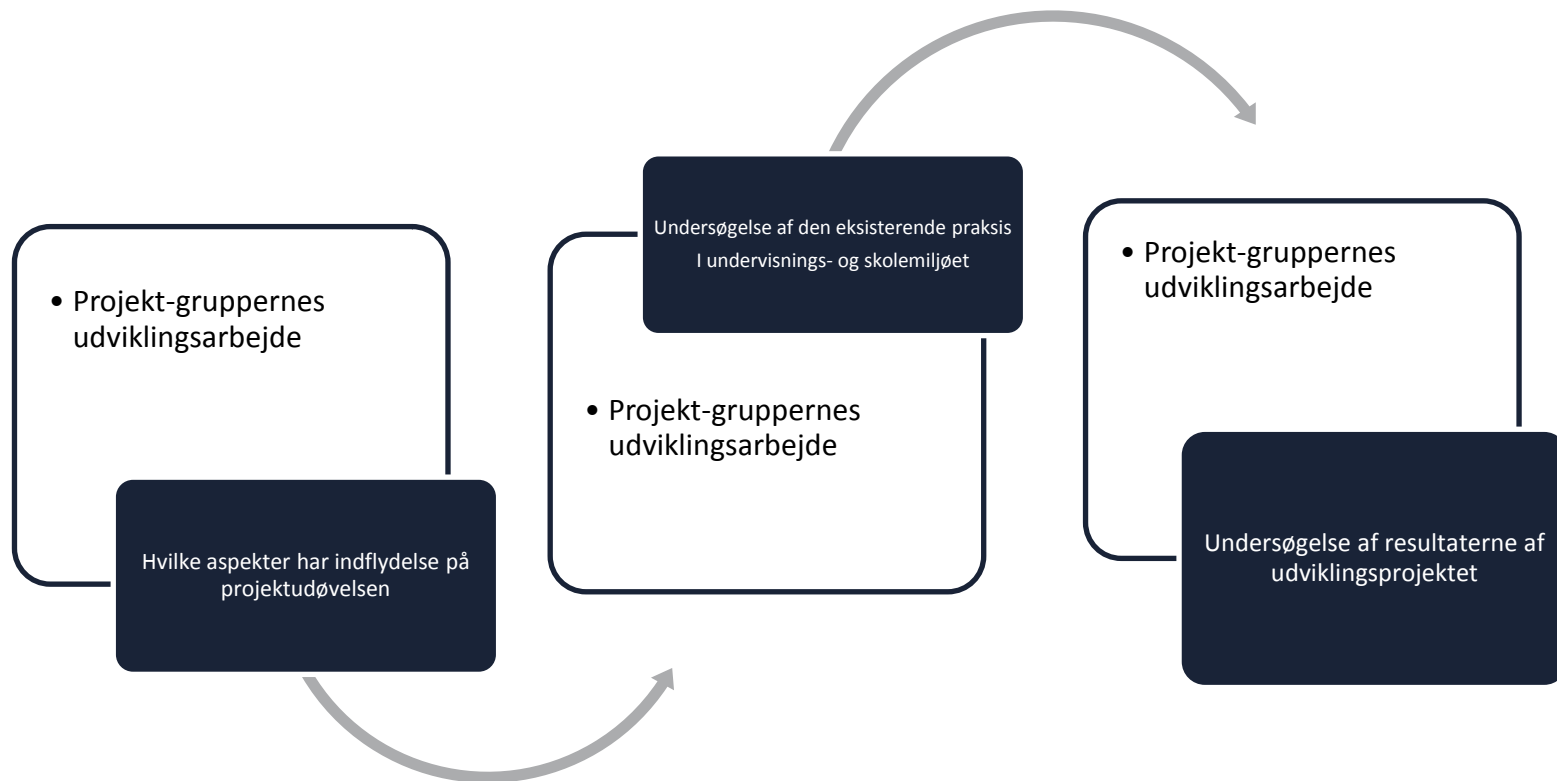 • Projekt-gruppernes
udviklingsarbejde
Hvilke aspekter har indflydelse på
projektudøvelsen
Undersøgelse af den eksisterende praksis
I undervisnings- og skolemiljøet
• Projekt-gruppernes
udviklingsarbejde
• Projekt-gruppernes
udviklingsarbejde
Undersøgelse af resultaterne af
udviklingsprojektet